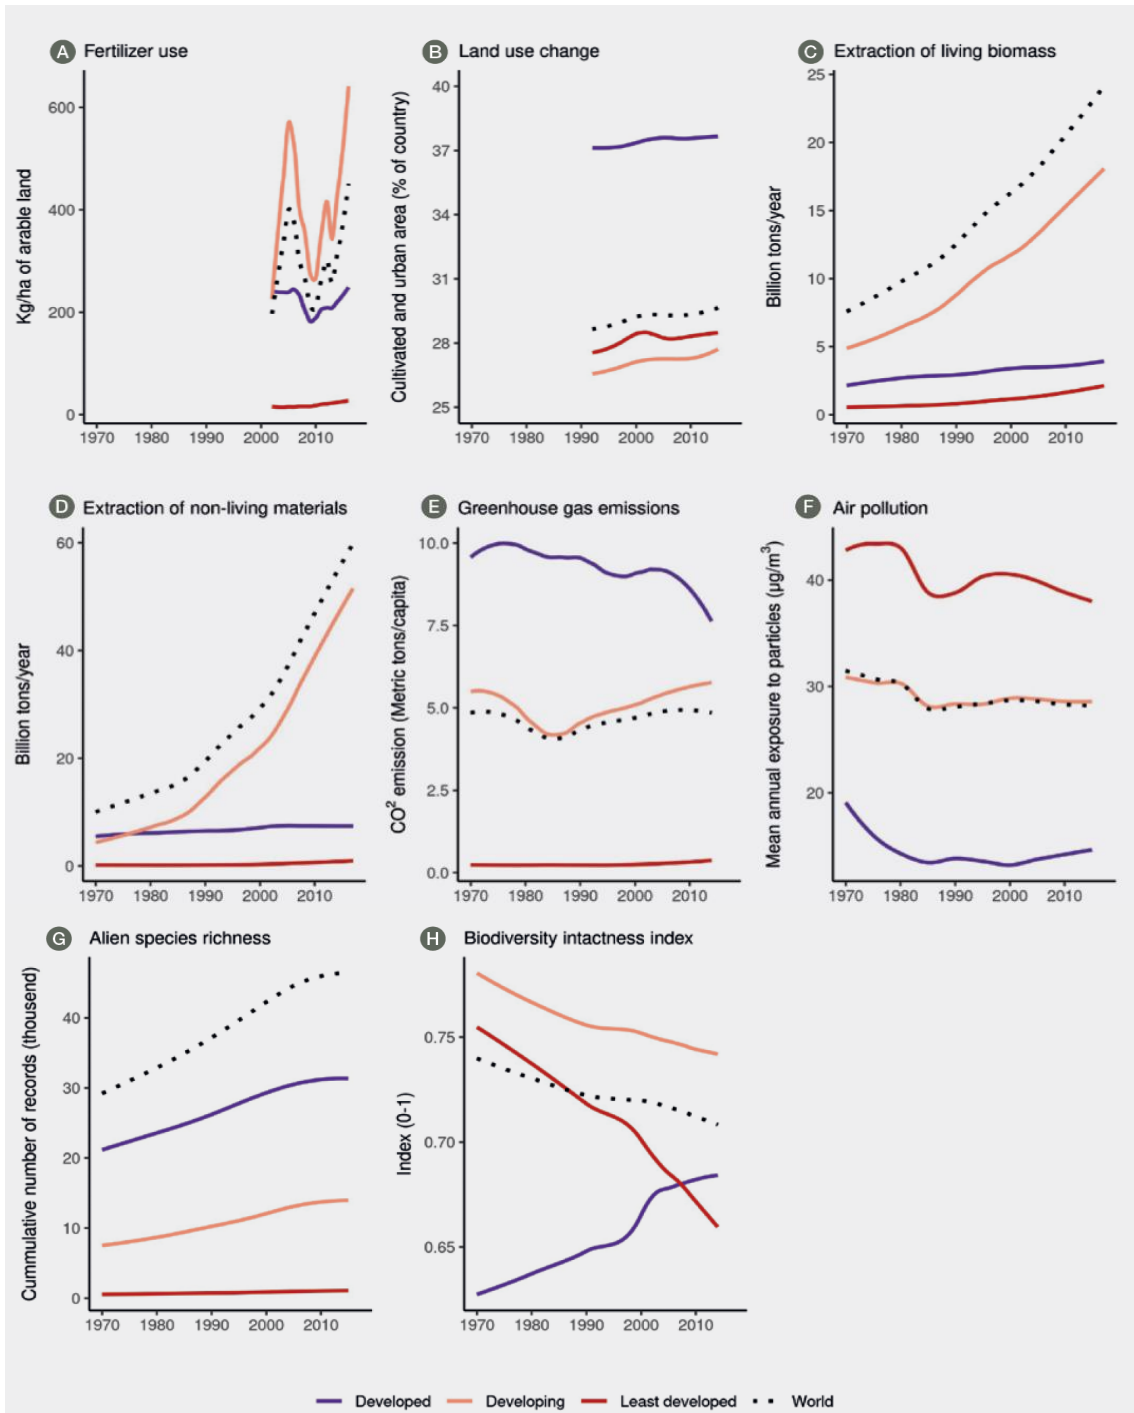 A Fertilizer use
Kg/ha of arable land
600
400
200
0
1970 1980 1990 2000 2010
B Land use change
Cultivated and urban area (% of country)
40
37
34
31
28
25
1970 1980 1990 2000 2010
C Extraction of living biomass
Billion tons/year
25
20
15
10
5
0
1970 1980 1990 2000 2010
D Extraction of non-living materials
Billion tons/year
60
40
20
0
1970 1980 1990 2000 2010
E Greenhouse gas emissions
CO² emission (Metric tons/capita)
10.0
7.5
5.0
2.5
0.0
1970 1980 1990 2000 2010
F Air pollution
Mean annual exposure to particles (µg/m³)
40
30
20
1970 1980 1990 2000 2010
G Alien species richness
Cummulative number of records (thousend)
40
30
20
10
0
1970 1980 1990 2000 2010
H Biodiversity intactness index
Index (0-1)
0.75
0.70
0.65
1970 1980 1990 2000 2010
Developed Developing Least developed World